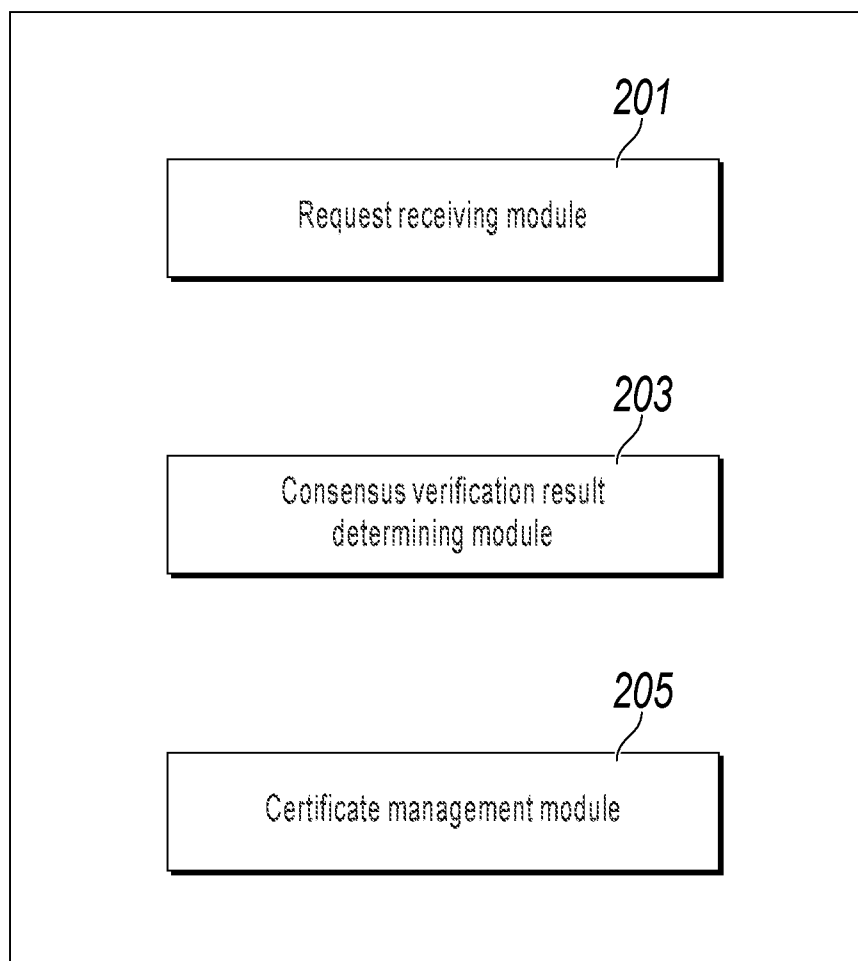 201
Request receiving module
203
Consensus verification result
determining module
205
Certificate management module